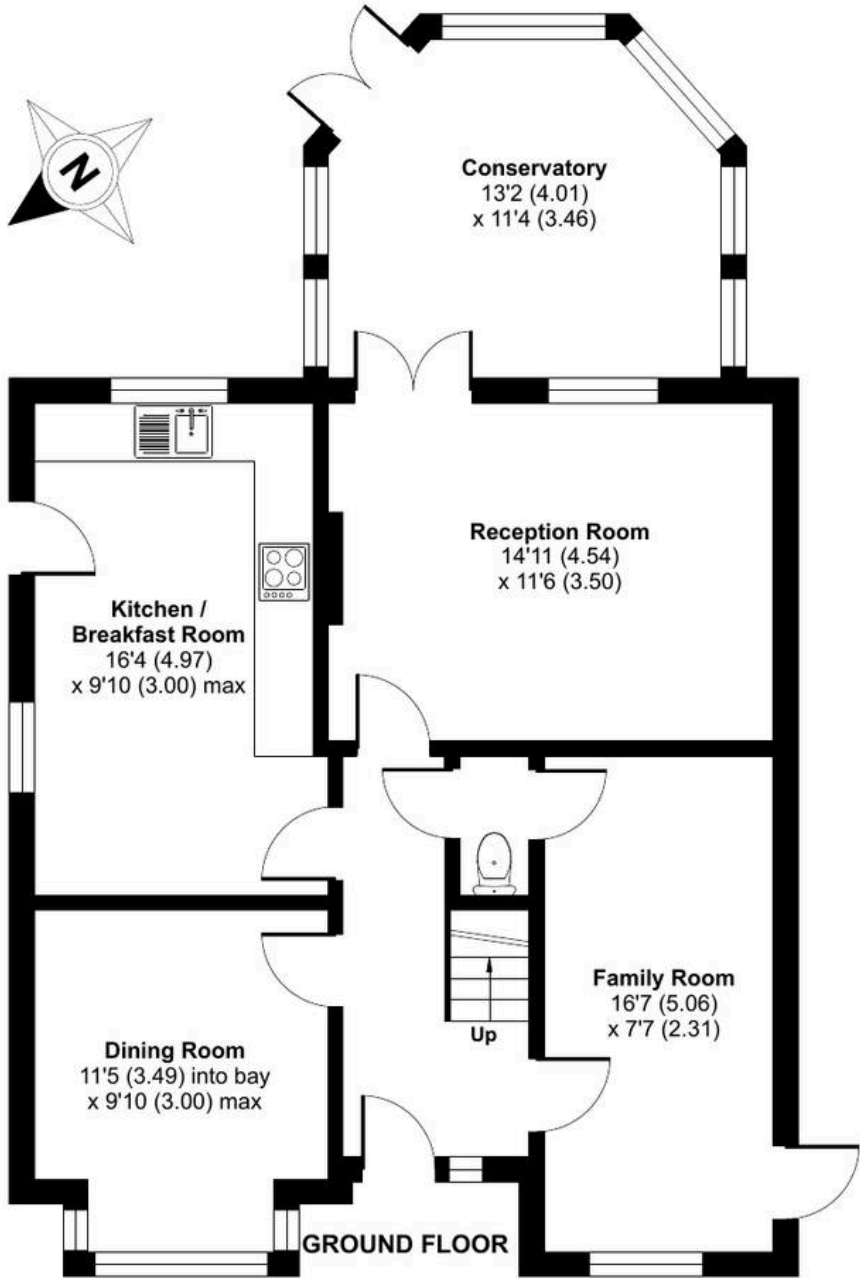 N
Conservatory
13'2 (4.01)
x 11'4 (3.46)
Reception Room
14'11 (4.54)
x 11'6 (3.50)
Kitchen /
Breakfast Room
16'4 (4.97)
x 9'10 (3.00) max
Family Room
16'7 (5.06)
x 7'7 (2.31)
Up
Dining Room
11'5 (3.49) into bay
x 9'10 (3.00) max
GROUND FLOOR